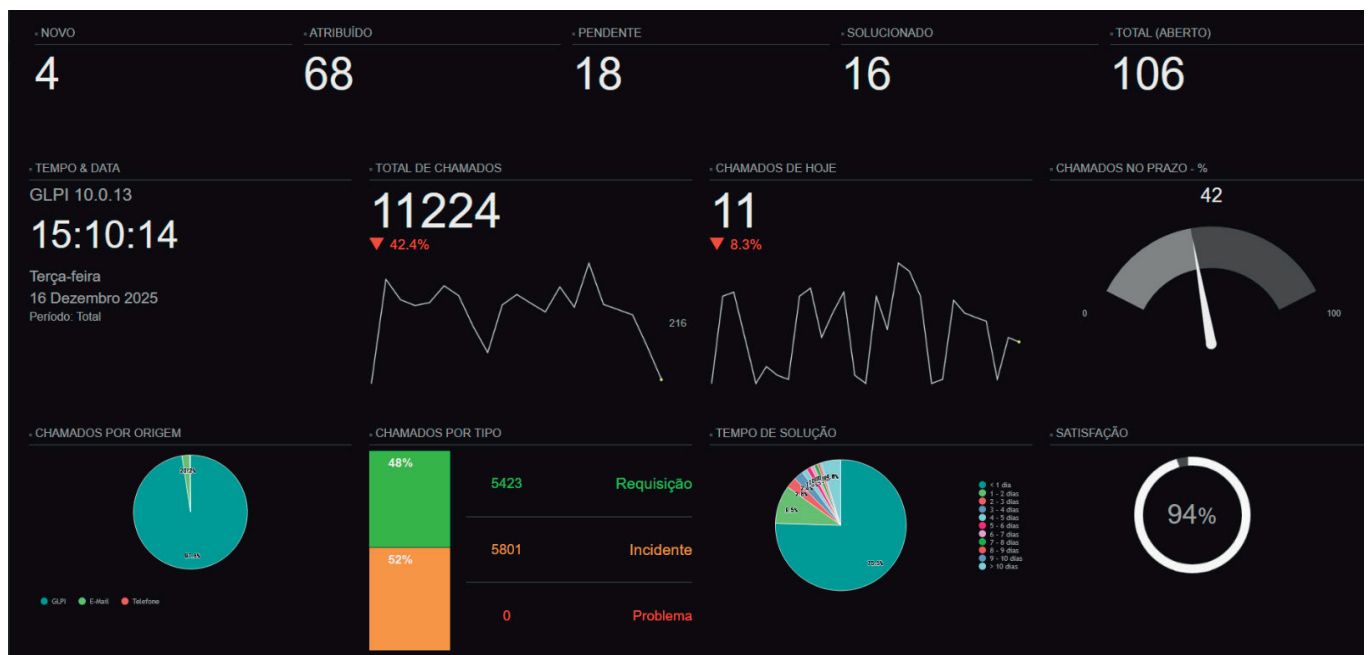 NOVO
4
ATRIBUÍDO
68
PENDENTE
18
SOLUCIONADO
16
TOTAL (ABERTO)
106
TEMPO & DATA
GLPI 10.0.13
15:10:14
Terça-feira
16 Dezembro 2025
Período: Total
TOTAL DE CHAMADOS
11224
▼ 42.4%
216
CHAMADOS DE HOJE
11
▼ 8.3%
CHAMADOS NO PRAZO - %
42
0
100
CHAMADOS POR ORIGEM
GLPI
E-Mail
Telefone
CHAMADOS POR TIPO
48%
5423 Requisição
52%
5801 Incidente
0 Problema
TEMPO DE SOLUÇÃO
< 1 dia
1 - 2 dias
2 - 3 dias
3 - 4 dias
4 - 5 dias
5 - 6 dias
6 - 7 dias
7 - 8 dias
8 - 9 dias
9 - 10 dias
> 10 dias
SATISFAÇÃO
94%